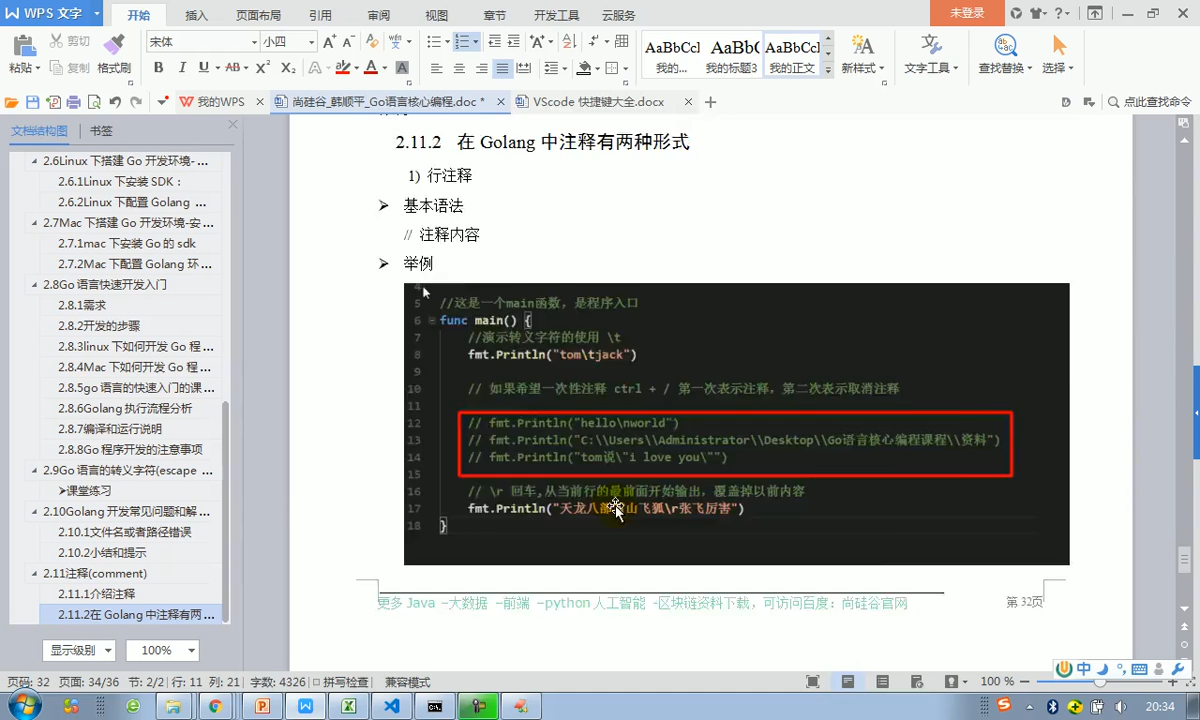 WPS 文字
开始
插入
页面布局
引用
审阅
视图
章节
开发工具
云服务
未登录
粘贴
剪切
复制
格式刷
宋体
小四
AaBbCcl
AaBb(
AaBbCcl
我的...
我的标题3
我的正文
新样式
文字工具
查找替换
选择
我的WPS
尚硅谷_韩顺平_Go语言核心编程.doc *
VScode 快捷键大全.docx
点此查找命令
文档结构图
书签
2.6Linux 下搭建 Go 开发环境- ...
2.6.1Linux 下安装 SDK：
2.6.2Linux 下配置 Golang ...
2.7Mac 下搭建 Go 开发环境-安 ...
2.7.1mac 下安装 Go 的 sdk
2.7.2Mac 下配置 Golang 环 ...
2.8Go 语言快速开发入门
2.8.1需求
2.8.2开发的步骤
2.8.3linux 下如何开发 Go 程 ...
2.8.4Mac 下如何开发 Go 程 ...
2.8.5go 语言的快速入门的课 ...
2.8.6Golang 执行流程分析
2.8.7编译和运行说明
2.8.8Go 程序开发的注意事项
2.9Go 语言的转义字符(escape ...
➢课堂练习
2.10Golang 开发常见问题和解 ...
2.10.1文件名或者路径错误
2.10.2小结和提示
2.11注释(comment)
2.11.1介绍注释
2.11.2在 Golang 中注释有两 ...
显示级别
100%
2.11.2 在 Golang 中注释有两种形式
1) 行注释
➢ 基本语法
// 注释内容
➢ 举例
4
5 //这是一个main函数，是程序入口
6 func main() {
7 //演示转义字符的使用 \t
8 fmt.Println("tom\tjack")
9
10 // 如果希望一次性注释 ctrl + / 第一次表示注释，第二次表示取消注释
11
12 // fmt.Println("hello\nworld")
13 // fmt.Println("C:\\Users\\Administrator\\Desktop\\Go语言核心编程课程\\资料")
14 // fmt.Println("tom说\"i love you\"")
15
16 // \r 回车,从当前行的最前面开始输出，覆盖掉以前内容
17 fmt.Println("天龙八部雪山飞狐\r张飞厉害")
18 }
更多 Java –大数据 –前端 –python 人工智能 -区块链资料下载，可访问百度：尚硅谷官网
第 32页
页码: 32 页面: 34/36 节: 2/2 行: 11 列: 21 字数: 4326 拼写检查 兼容模式
100 %
中
20:34